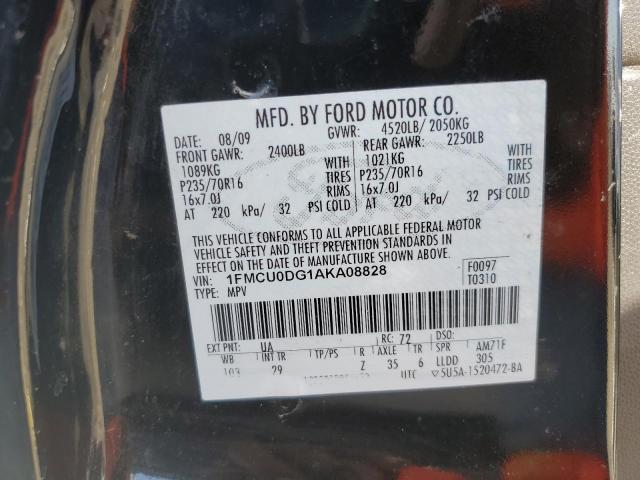 MFD. BY FORD MOTOR CO.
DATE: 08/09 GVWR: 4520LB/ 2050KG
FRONT GAWR: 2400LB REAR GAWR: 2250LB
1089KG WITH 1021KG WITH
P235/70R16 TIRES P235/70R16 TIRES
16x7.0J RIMS 16x7.0J RIMS
AT 220 kPa/ 32 PSI COLD AT 220 kPa/ 32 PSI COLD
THIS VEHICLE CONFORMS TO ALL APPLICABLE FEDERAL MOTOR
VEHICLE SAFETY AND THEFT PREVENTION STANDARDS IN
EFFECT ON THE DATE OF MANUFACTURE SHOWN ABOVE.
VIN: 1FMCU0DG1AKA08828 F0097
TYPE: MPV T0310
EXT PNT: UA RC: 72 DSO:
WB INT TR TP/PS R AXLE TR SPR AM71F
103 29 Z 35 6 LLDD 305
UTC 5U5A-1520472-BA